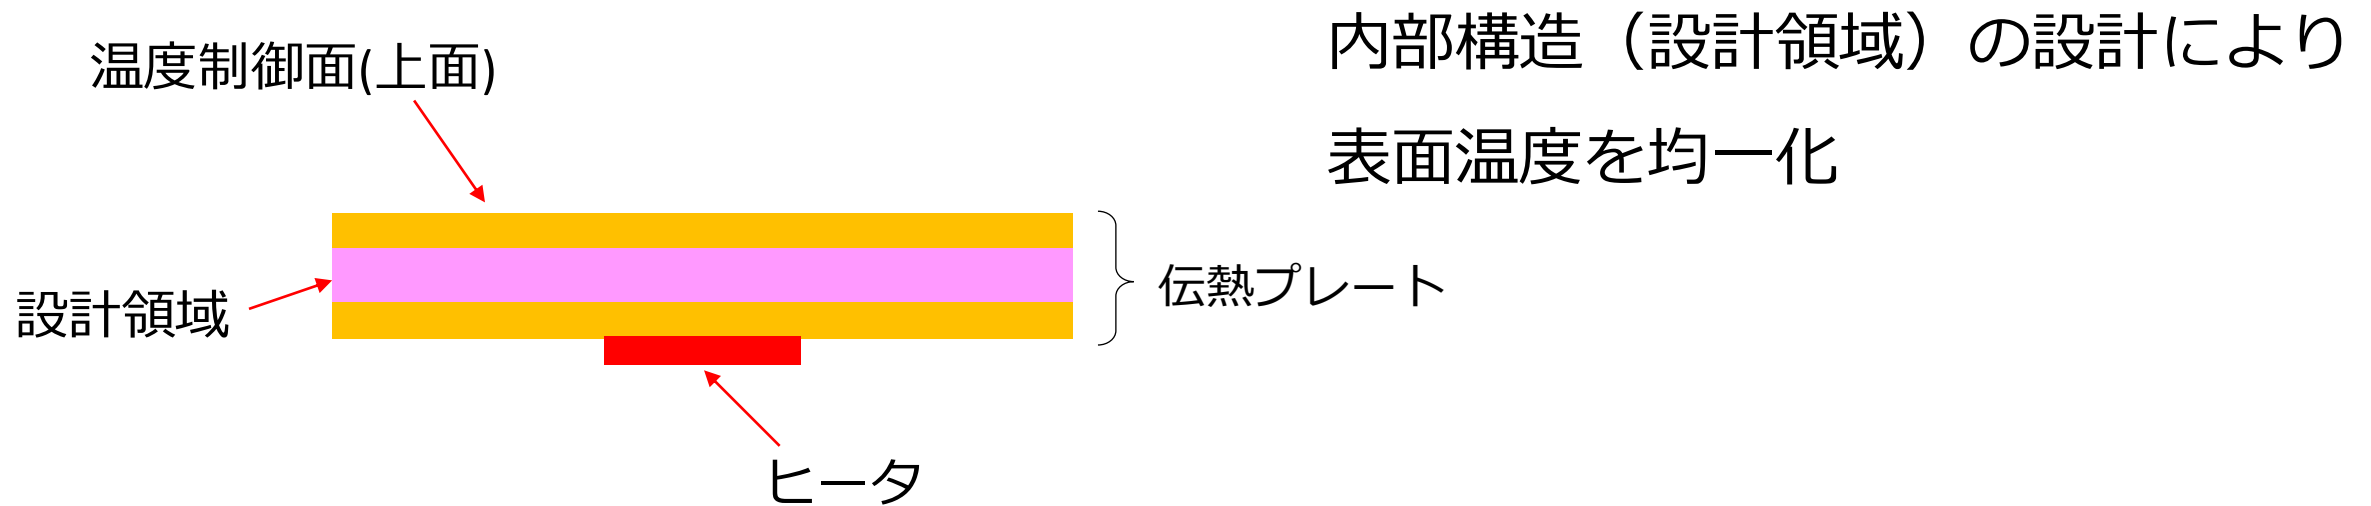 内部構造（設計領域）の設計により
表面温度を均一化
温度制御面(上面)
設計領域
伝熱プレート
ヒータ